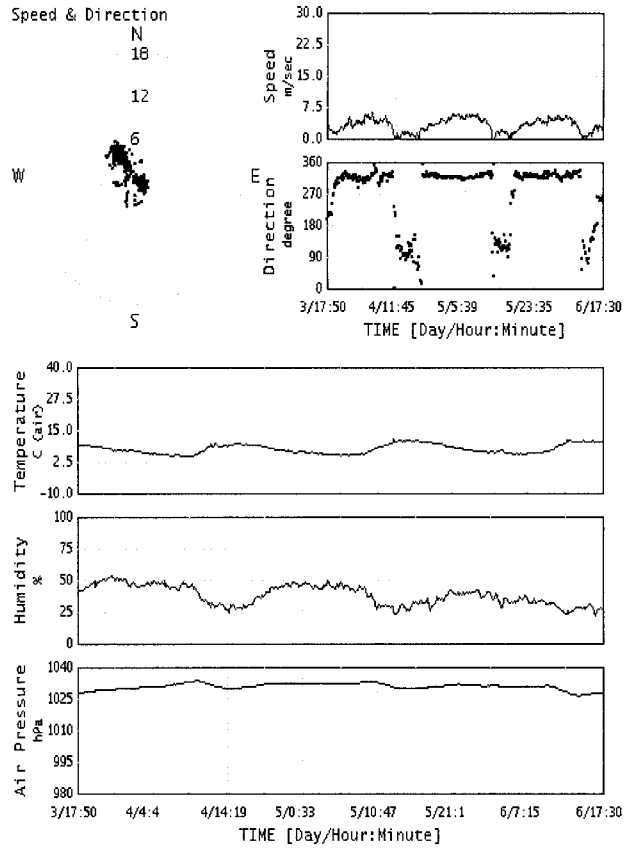 Speed & Direction
N
18
12
6
W
E
S
30.0
22.5
15.0
7.5
0.0
Speed
m/sec
360
270
180
90
0
Direction
degree
3/17:50 4/11:45 5/5:39 5/23:35 6/17:30
TIME [Day/Hour:Minute]
40.0
27.5
15.0
2.5
-10.0
Temperature
C (air)
100
75
50
25
0
Humidity
%
1040
1025
1010
995
980
Air Pressure
hPa
3/17:50 4/4:4 4/14:19 5/0:33 5/10:47 5/21:1 6/7:15 6/17:30
TIME [Day/Hour:Minute]